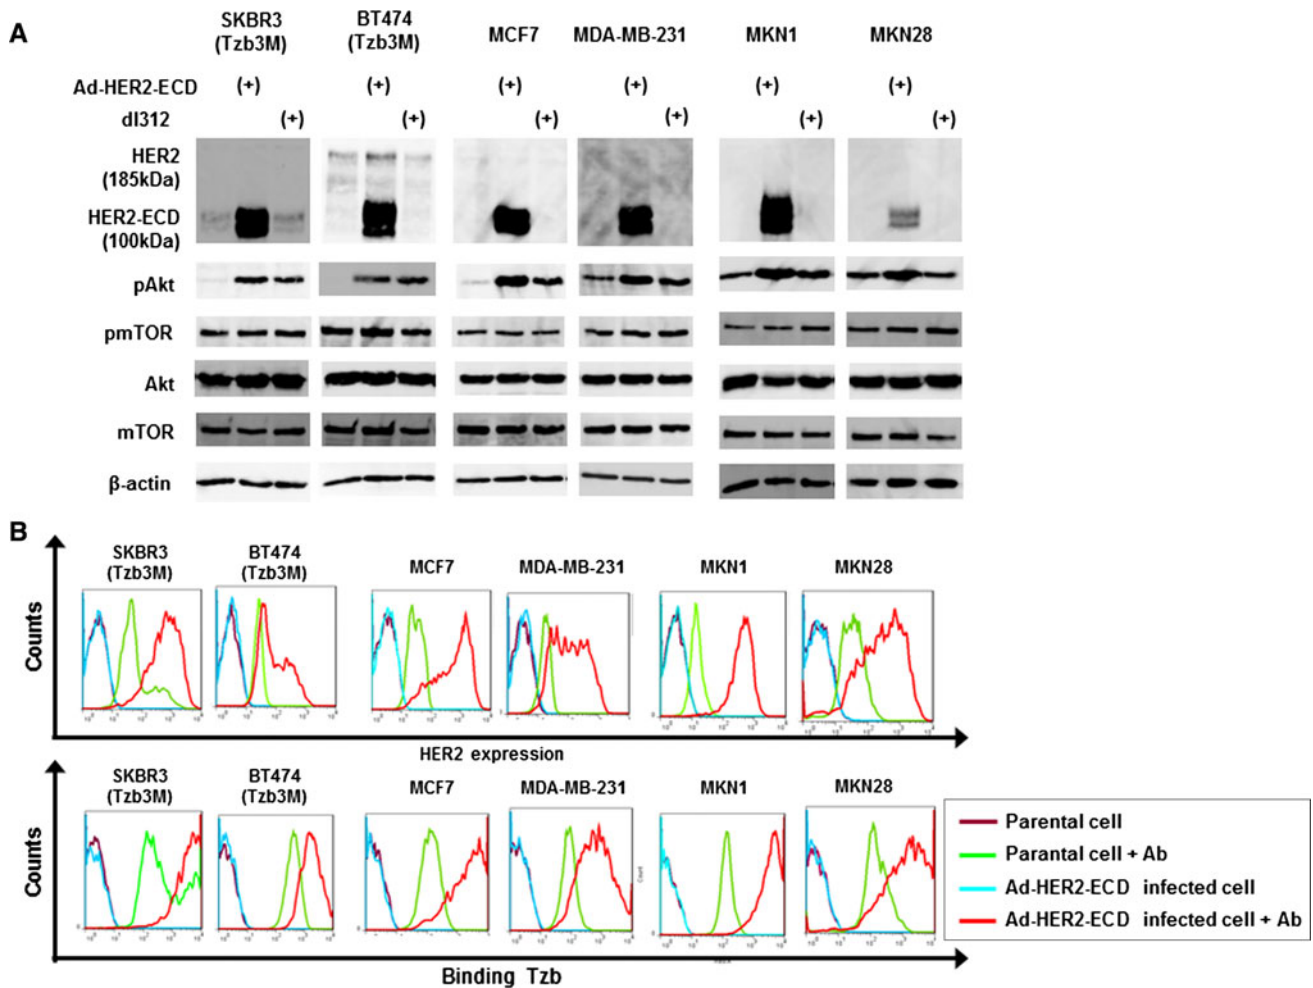 A
SKBR3 (Tzb3M) BT474 (Tzb3M) MCF7 MDA-MB-231 MKN1 MKN28
Ad-HER2-ECD (+) (+) (+) (+) (+) (+)
dl312 (+) (+) (+) (+) (+) (+)
HER2
(185kDa)
HER2-ECD
(100kDa)
pAkt
pmTOR
Akt
mTOR
β-actin
B
SKBR3 (Tzb3M) BT474 (Tzb3M) MCF7 MDA-MB-231 MKN1 MKN28
Counts
HER2 expression
SKBR3 (Tzb3M) BT474 (Tzb3M) MCF7 MDA-MB-231 MKN1 MKN28
Counts
Binding Tzb
Parental cell
Parantal cell + Ab
Ad-HER2-ECD infected cell
Ad-HER2-ECD infected cell + Ab